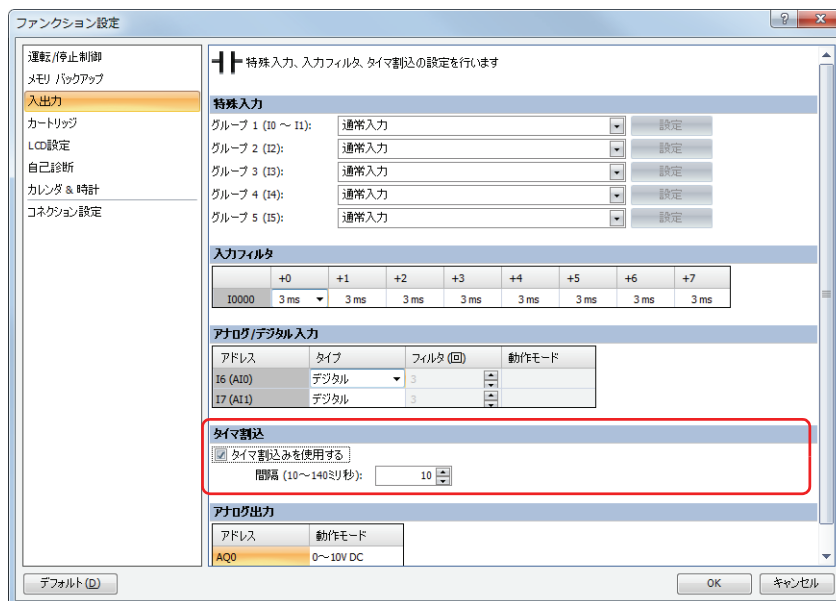 ファンクション設定
運転/停止制御
メモリ バックアップ
入出力
カートリッジ
LCD設定
自己診断
カレンダ & 時計
コネクション設定
特殊入力、入力フィルタ、タイマ割込の設定を行います
特殊入力
グループ 1 (I0 ～ I1): 通常入力 設定
グループ 2 (I2): 通常入力 設定
グループ 3 (I3): 通常入力 設定
グループ 4 (I4): 通常入力 設定
グループ 5 (I5): 通常入力 設定
入力フィルタ
+0 +1 +2 +3 +4 +5 +6 +7
I0000 3 ms 3 ms 3 ms 3 ms 3 ms 3 ms 3 ms 3 ms
アナログ/デジタル入力
アドレス タイプ フィルタ (回) 動作モード
I6 (AI0) デジタル 3
I7 (AI1) デジタル 3
タイマ割込
タイマ割込みを使用する
間隔 (10～140ミリ秒): 10
アナログ出力
アドレス 動作モード
AQ0 0～10V DC
デフォルト(D) OK キャンセル